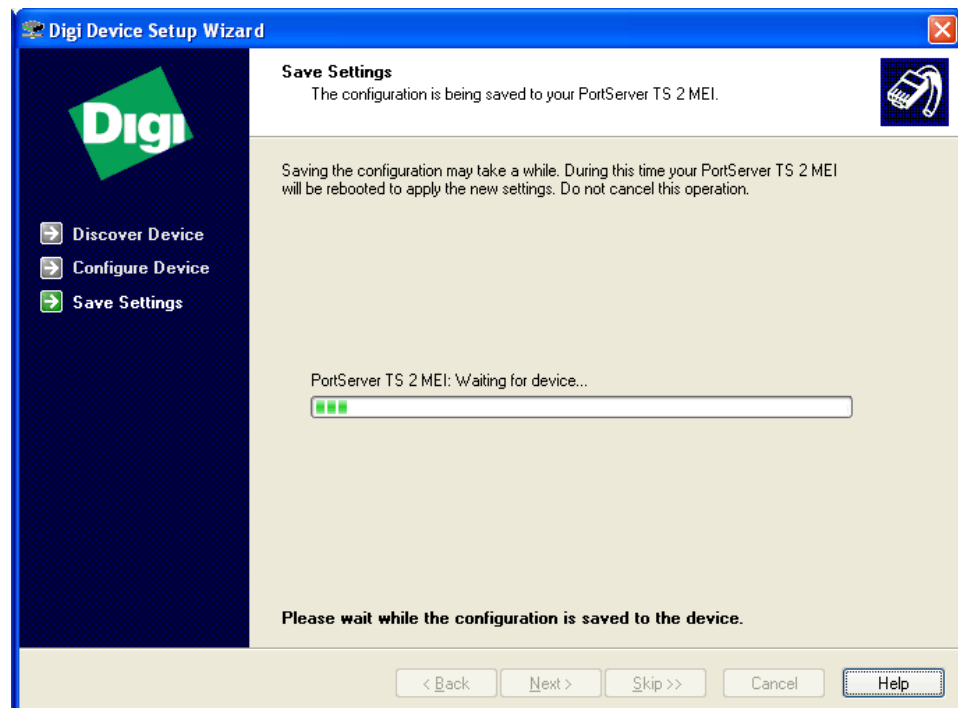 Digi Device Setup Wizard
Digi
Discover Device
Configure Device
Save Settings
Save Settings
The configuration is being saved to your PortServer TS 2 MEI.
Saving the configuration may take a while. During this time your PortServer TS 2 MEI
will be rebooted to apply the new settings. Do not cancel this operation.
PortServer TS 2 MEI: Waiting for device...
Please wait while the configuration is saved to the device.
< Back
Next >
Skip >>
Cancel
Help